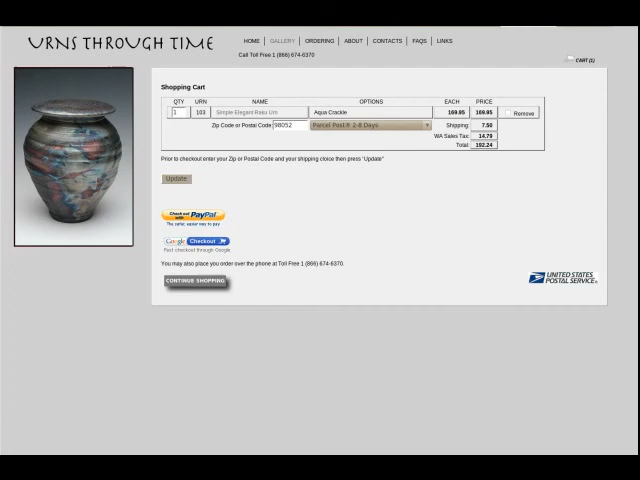 URNS THROUGH TIME
HOME GALLERY ORDERING ABOUT CONTACTS FAQS LINKS
Call Toll Free 1 (866) 674-6370
CART (1)
Shopping Cart
QTY URN NAME OPTIONS EACH PRICE
1 103 Simple Elegant Raku Urn Aqua Crackle 169.95 169.95 Remove
Zip Code or Postal Code: 98052 Parcel Post® 2-8 Days Shipping: 7.50
WA Sales Tax: 14.79
Total: 192.24
Prior to checkout enter your Zip or Postal Code and your shipping choice then press "Update"
Update
Check out with PayPal
The safer, easier way to pay
Google Checkout
Fast checkout through Google
You may also place you order over the phone at Toll Free 1 (866) 674-6370.
CONTINUE SHOPPING
UNITED STATES
POSTAL SERVICE